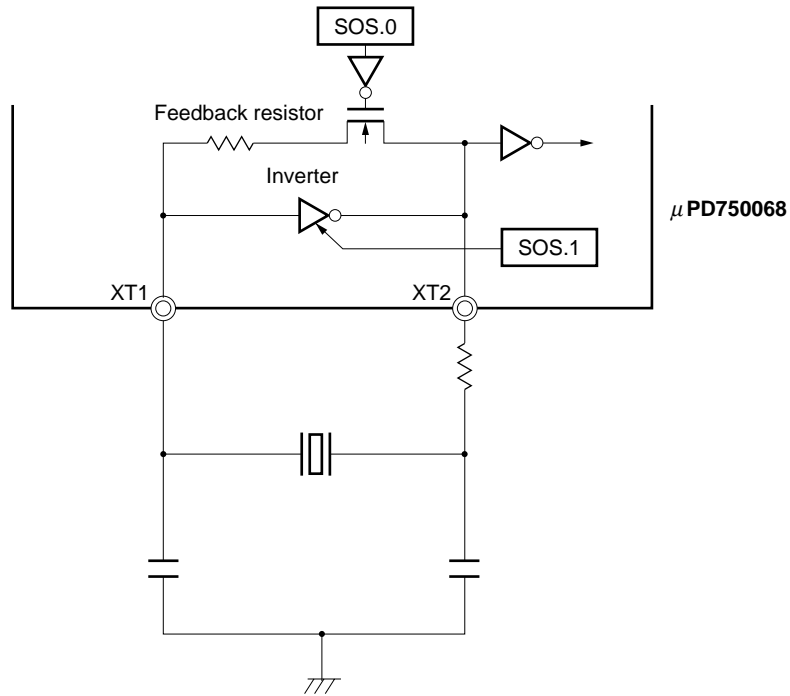 SOS.0
Feedback resistor
Inverter
μPD750068
SOS.1
XT1
XT2